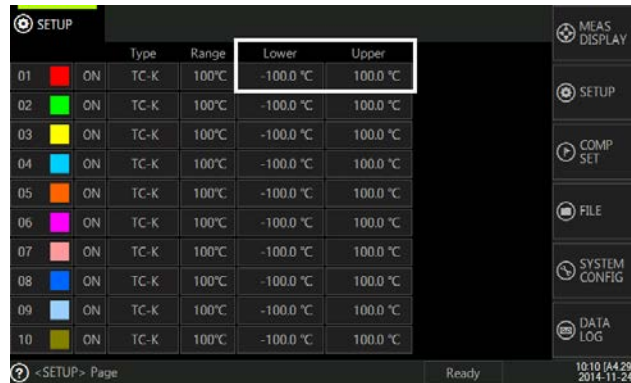 SETUP
Type Range Lower Upper
01 ON TC-K 100℃ -100.0 ℃ 100.0 ℃
02 ON TC-K 100℃ -100.0 ℃ 100.0 ℃
03 ON TC-K 100℃ -100.0 ℃ 100.0 ℃
04 ON TC-K 100℃ -100.0 ℃ 100.0 ℃
05 ON TC-K 100℃ -100.0 ℃ 100.0 ℃
06 ON TC-K 100℃ -100.0 ℃ 100.0 ℃
07 ON TC-K 100℃ -100.0 ℃ 100.0 ℃
08 ON TC-K 100℃ -100.0 ℃ 100.0 ℃
09 ON TC-K 100℃ -100.0 ℃ 100.0 ℃
10 ON TC-K 100℃ -100.0 ℃ 100.0 ℃
MEAS
DISPLAY
SETUP
COMP
SET
FILE
SYSTEM
CONFIG
DATA
LOG
? <SETUP> Page
Ready
10:10 [A4.29
2014-11-24